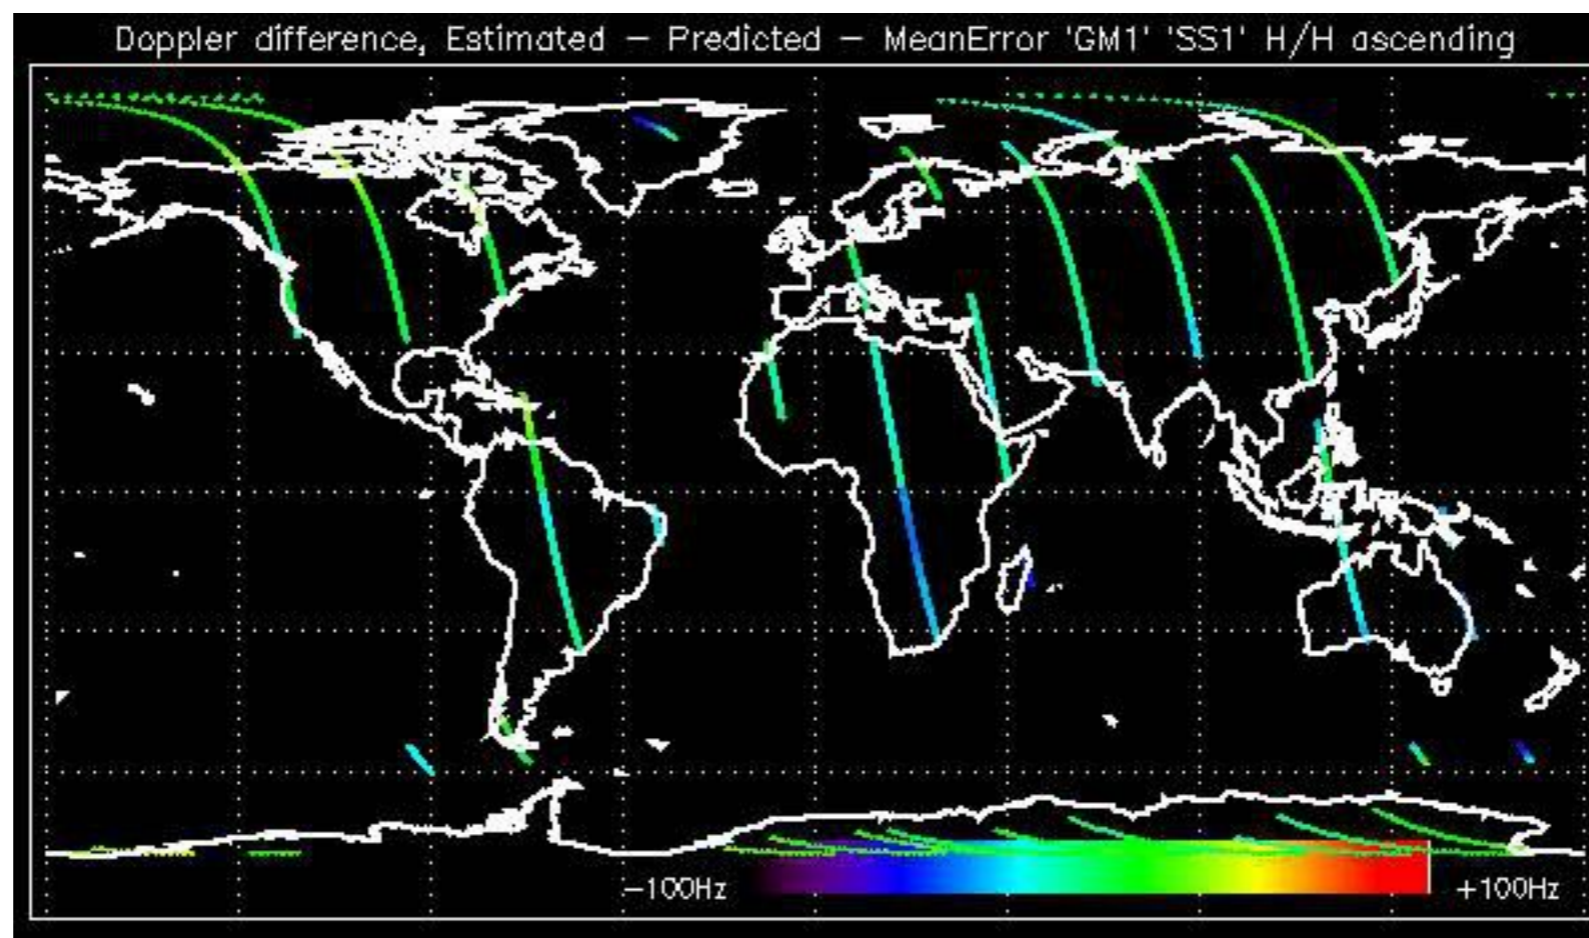 Doppler difference, Estimated – Predicted – MeanError 'GM1' 'SS1' H/H ascending
-100Hz
+100Hz